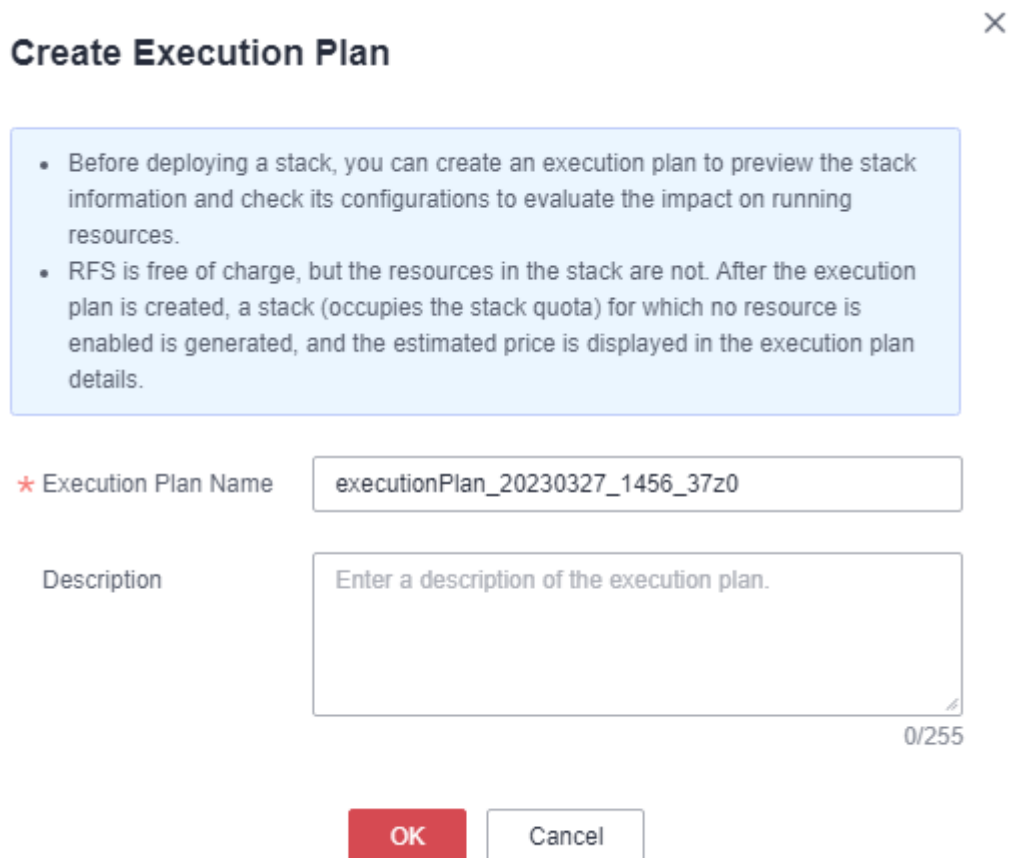 Create Execution Plan
• Before deploying a stack, you can create an execution plan to preview the stack
information and check its configurations to evaluate the impact on running
resources.
• RFS is free of charge, but the resources in the stack are not. After the execution
plan is created, a stack (occupies the stack quota) for which no resource is
enabled is generated, and the estimated price is displayed in the execution plan
details.
* Execution Plan Name executionPlan_20230327_1456_37z0
Description Enter a description of the execution plan.
0/255
OK Cancel